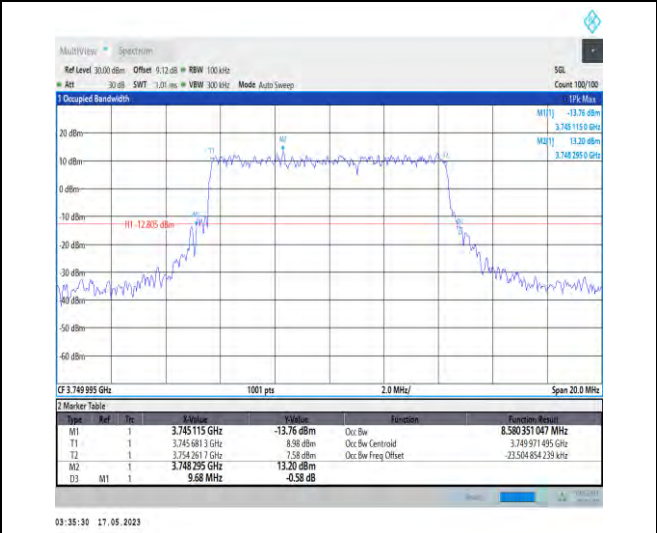 MultiView Spectrum
Ref Level 30.00 dBm Offset 9.12 dB RBW 100 kHz SGL
Att 30 dB SWT 1.01 ms VBW 300 kHz Mode Auto Sweep Count 100/100
1 Occupied Bandwidth 1Pk Max
M1[1] -13.76 dBm
3.745 115 0 GHz
M2[1] 13.20 dBm
3.748 295 0 GHz
20 dBm
M2
T1
10 dBm
0 dBm
-10 dBm
H1 -12.805 dBm
-20 dBm
-30 dBm
-40 dBm
-50 dBm
-60 dBm
CF 3.749 995 GHz 1001 pts 2.0 MHz/ Span 20.0 MHz
2 Marker Table
Type Ref Trc X-Value Y-Value Function Function Result
M1 1 3.745 115 GHz -13.76 dBm Occ Bw 8.580 351 047 MHz
T1 1 3.745 681 3 GHz 8.98 dBm Occ Bw Centroid 3.749 971 495 GHz
T2 1 3.754 261 7 GHz 7.58 dBm Occ Bw Freq Offset -23.504 854 239 kHz
M2 1 3.748 295 GHz 13.20 dBm
D3 M1 1 9.68 MHz -0.58 dB
03:35:30 17.05.2023